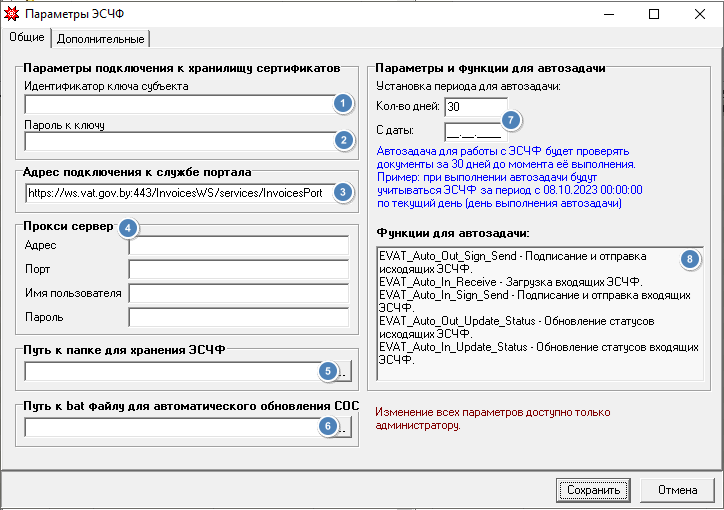 Параметры ЭСЧФ
Общие
Дополнительные
Параметры подключения к хранилищу сертификатов
Идентификатор ключа субъекта
1
Пароль к ключу
2
Адрес подключения к службе портала
https://ws.vat.gov.by:443/InvoicesWS/services/InvoicesPort
3
Прокси сервер
4
Адрес
Порт
Имя пользователя
Пароль
Путь к папке для хранения ЭСЧФ
5
Путь к bat файлу для автоматического обновления СОС
6
Параметры и функции для автозадачи
Установка периода для автозадачи:
Кол-во дней: 30
7
С даты: __.__.____
Автозадача для работы с ЭСЧФ будет проверять
документы за 30 дней до момента её выполнения.
Пример: при выполнении автозадачи будут
учитываться ЭСЧФ за период с 08.10.2023 00:00:00
по текущий день (день выполнения автозадачи)
Функции для автозадачи:
8
EVAT_Auto_Out_Sign_Send - Подписание и отправка
исходящих ЭСЧФ.
EVAT_Auto_In_Receive - Загрузка входящих ЭСЧФ.
EVAT_Auto_In_Sign_Send - Подписание и отправка входящих
ЭСЧФ.
EVAT_Auto_Out_Update_Status - Обновление статусов
исходящих ЭСЧФ.
EVAT_Auto_In_Update_Status - Обновление статусов входящих
ЭСЧФ.
Изменение всех параметров доступно только
администратору.
Сохранить
Отмена